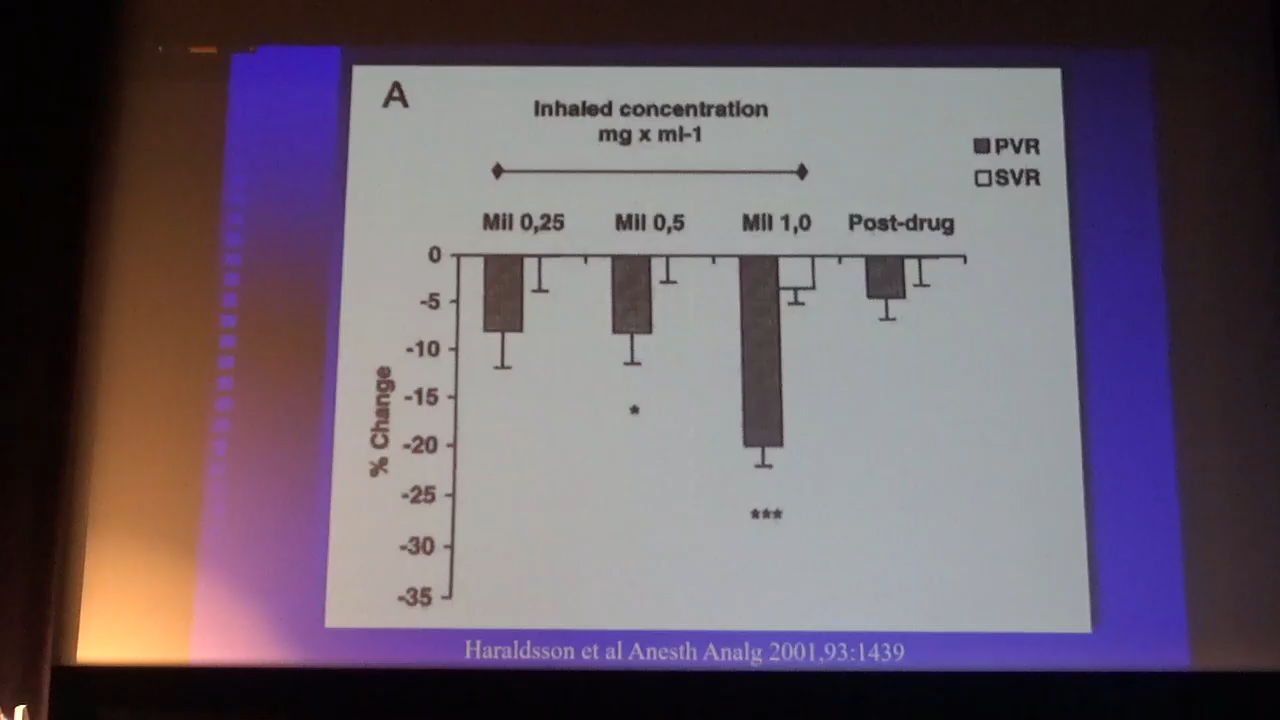 A
Inhaled concentration
mg x ml-1
PVR
SVR
Mil 0,25 Mil 0,5 Mil 1,0 Post-drug
0
-5
-10
-15
-20
-25
-30
-35
% Change
*
***
Haraldsson et al Anesth Analg 2001,93:1439